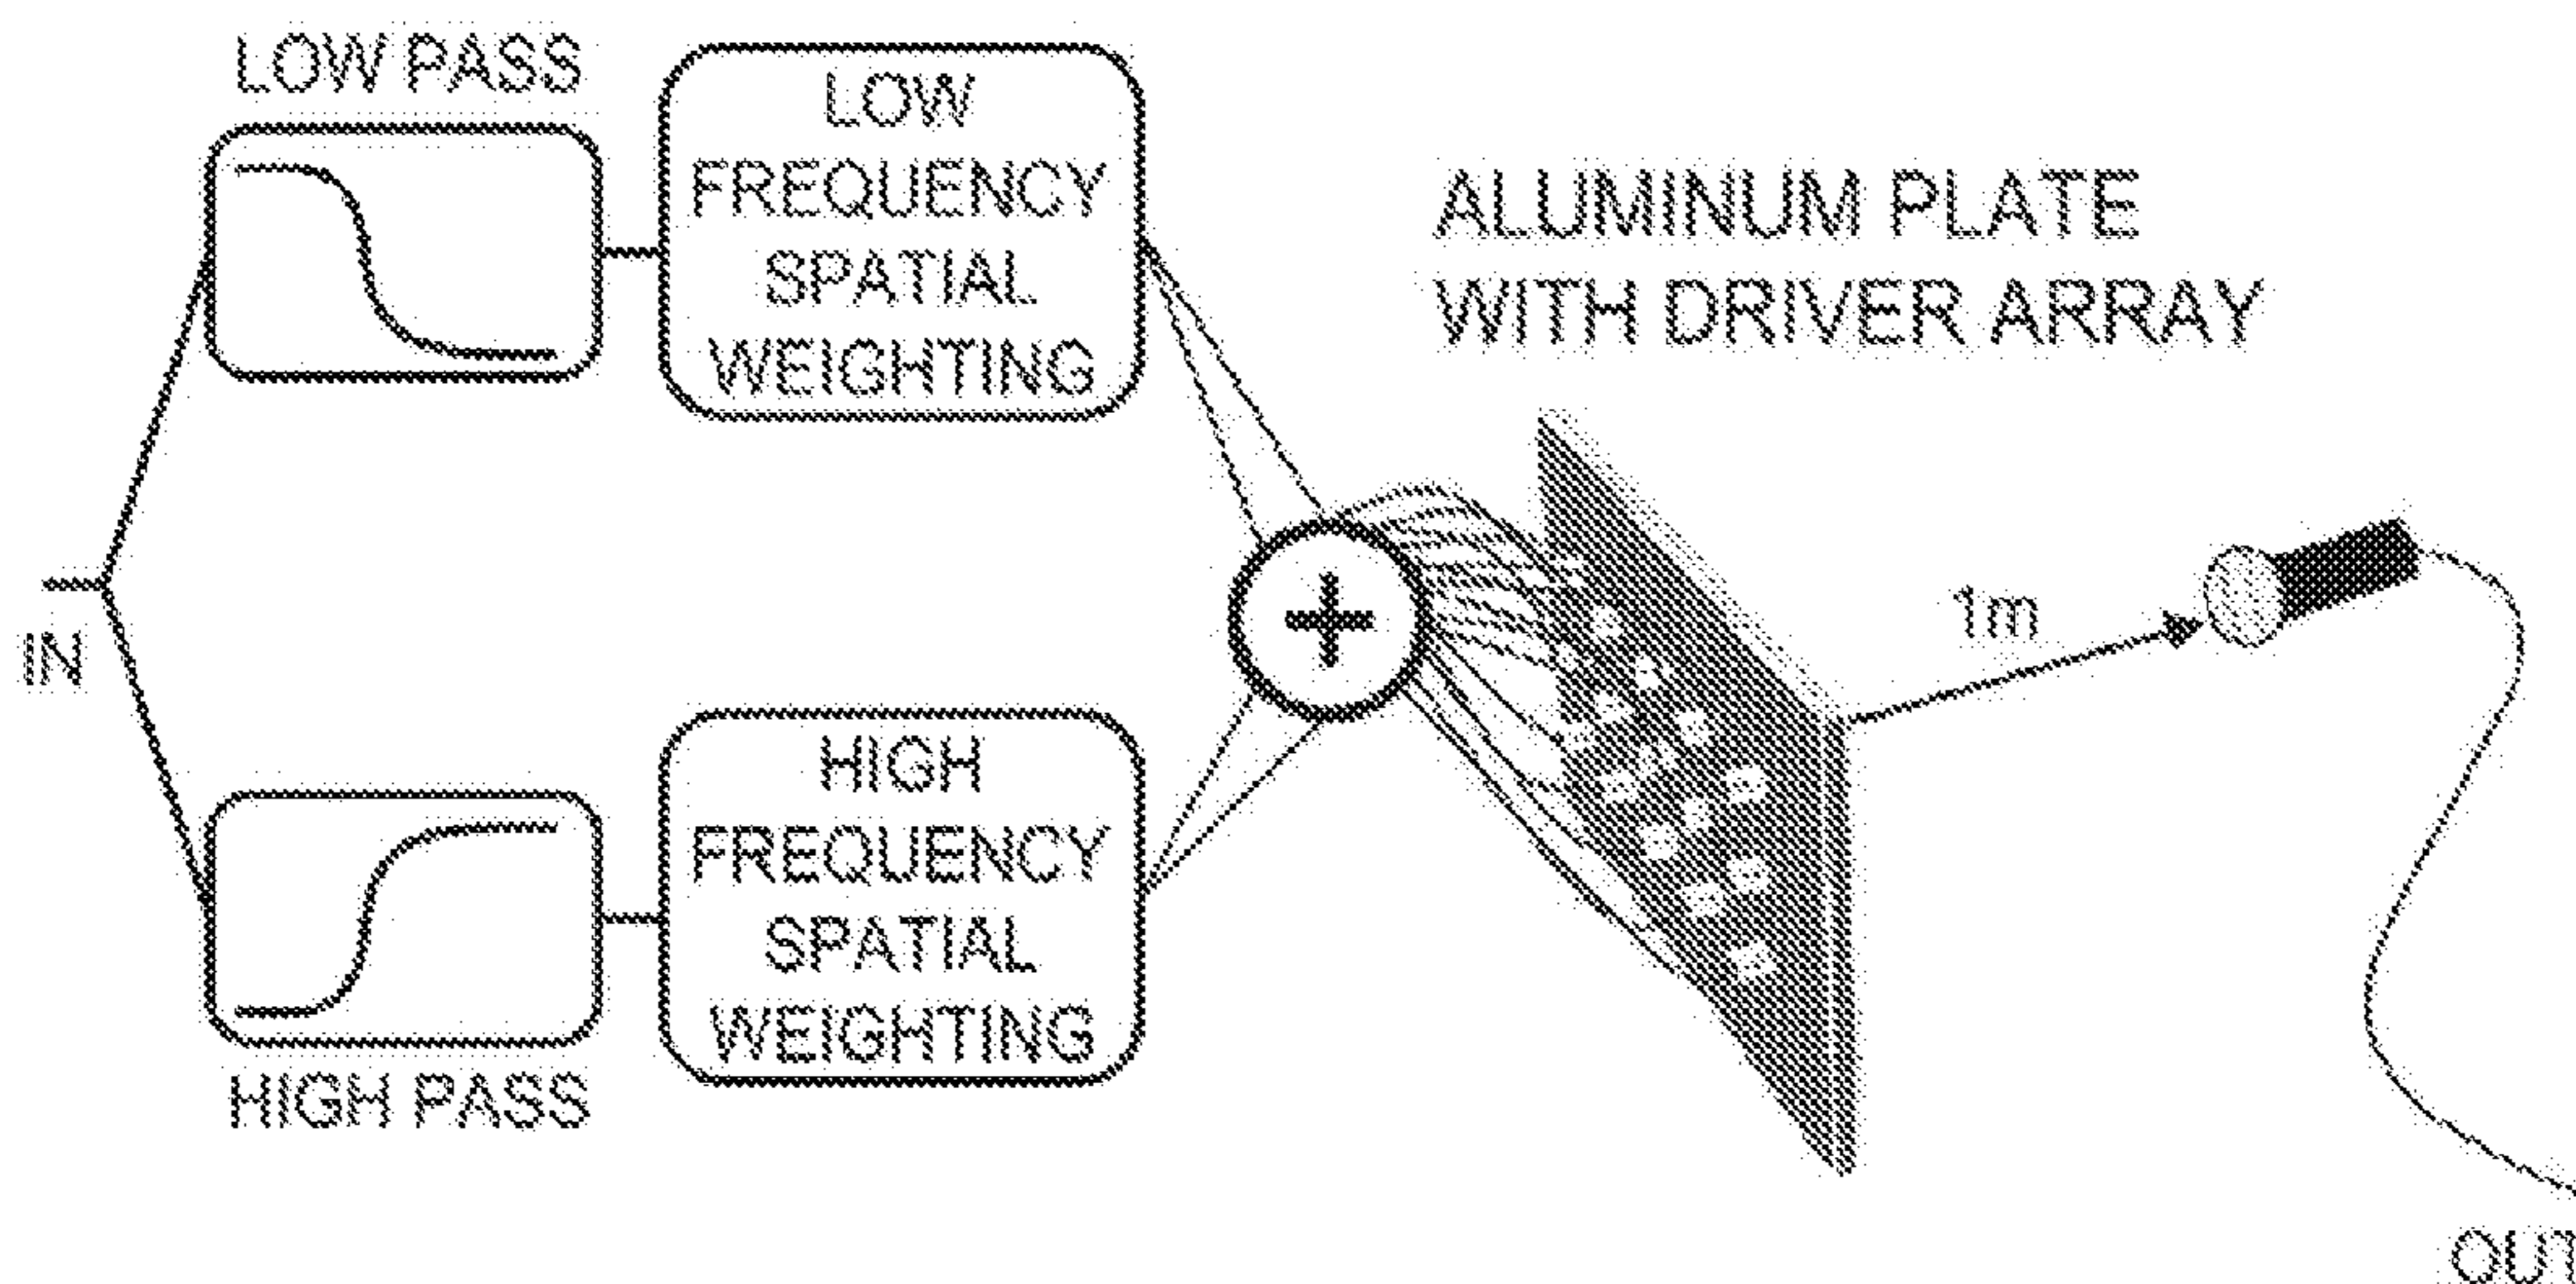 LOW PASS
LOW
FREQUENCY
SPATIAL
WEIGHTING
ALUMINUM PLATE
WITH DRIVER ARRAY
IN
1m
HIGH
FREQUENCY
SPATIAL
WEIGHTING
HIGH PASS
OUT